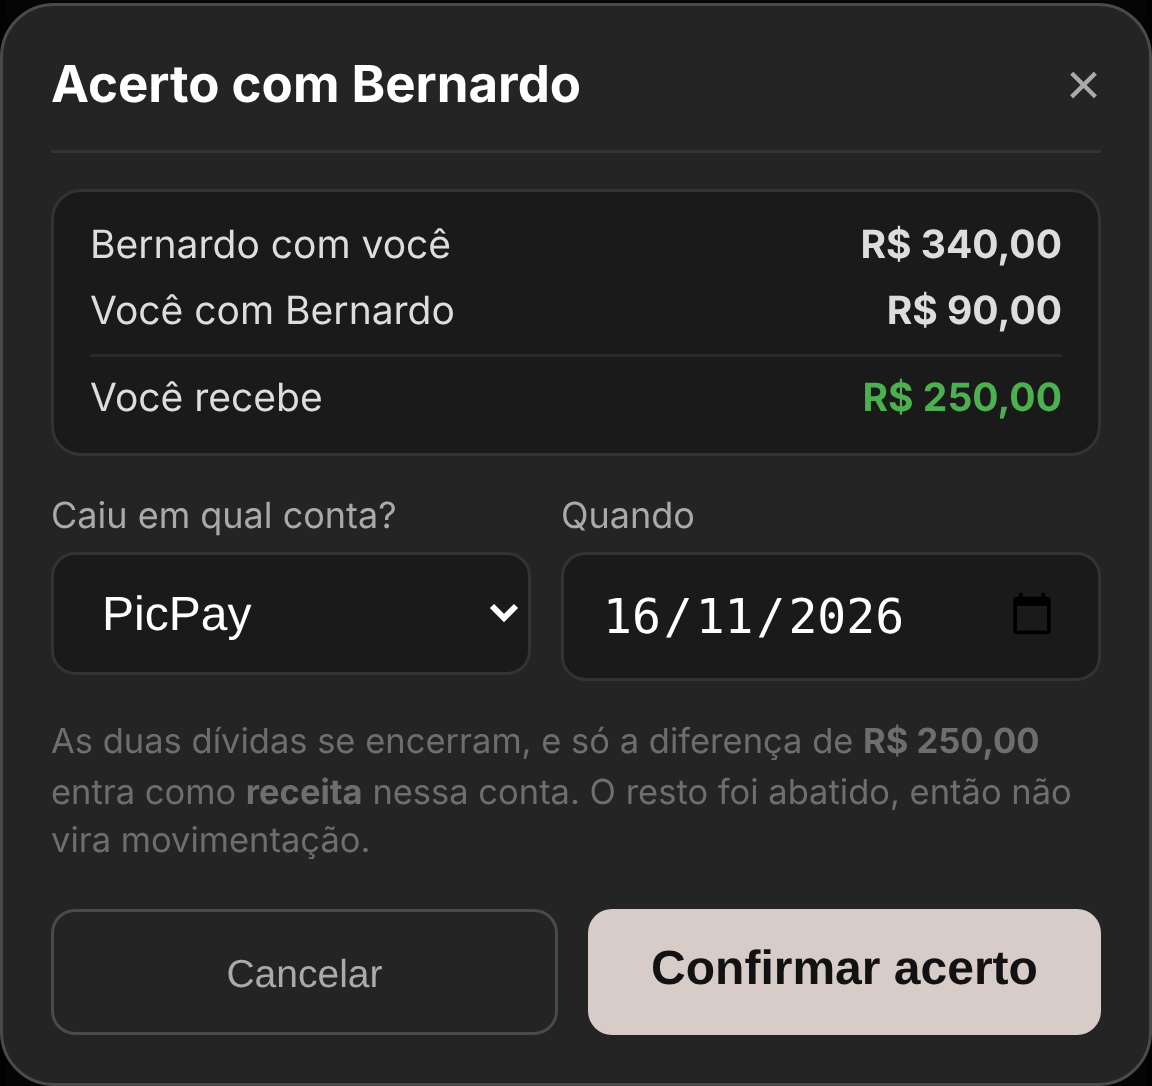 Acerto com Bernardo
Bernardo com você R$ 340,00
Você com Bernardo R$ 90,00
Você recebe R$ 250,00
Caiu em qual conta? Quando
PicPay 16/11/2026
As duas dívidas se encerram, e só a diferença de R$ 250,00
entra como receita nessa conta. O resto foi abatido, então não
vira movimentação.
Cancelar Confirmar acerto